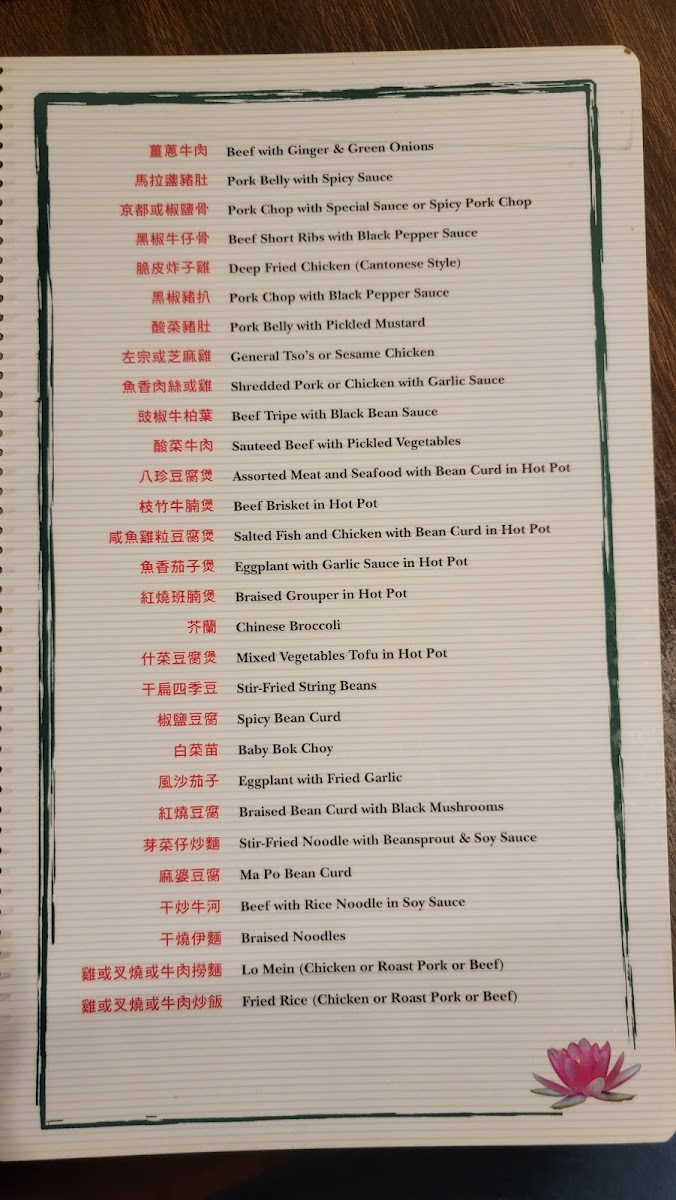 薑蔥牛肉 Beef with Ginger & Green Onions
馬拉盞豬肚 Pork Belly with Spicy Sauce
京都或椒鹽骨 Pork Chop with Special Sauce or Spicy Pork Chop
黑椒牛仔骨 Beef Short Ribs with Black Pepper Sauce
脆皮炸子雞 Deep Fried Chicken (Cantonese Style)
黑椒豬扒 Pork Chop with Black Pepper Sauce
酸菜豬肚 Pork Belly with Pickled Mustard
左宗或芝麻雞 General Tso's or Sesame Chicken
魚香肉絲或雞 Shredded Pork or Chicken with Garlic Sauce
豉椒牛柏葉 Beef Tripe with Black Bean Sauce
酸菜牛肉 Sauteed Beef with Pickled Vegetables
八珍豆腐煲 Assorted Meat and Seafood with Bean Curd in Hot Pot
枝竹牛腩煲 Beef Brisket in Hot Pot
咸魚雞粒豆腐煲 Salted Fish and Chicken with Bean Curd in Hot Pot
魚香茄子煲 Eggplant with Garlic Sauce in Hot Pot
紅燒班腩煲 Braised Grouper in Hot Pot
芥蘭 Chinese Broccoli
什菜豆腐煲 Mixed Vegetables Tofu in Hot Pot
干扁四季豆 Stir-Fried String Beans
椒鹽豆腐 Spicy Bean Curd
白菜苗 Baby Bok Choy
風沙茄子 Eggplant with Fried Garlic
紅燒豆腐 Braised Bean Curd with Black Mushrooms
芽菜仔炒麵 Stir-Fried Noodle with Beansprout & Soy Sauce
麻婆豆腐 Ma Po Bean Curd
干炒牛河 Beef with Rice Noodle in Soy Sauce
干燒伊麵 Braised Noodles
雞或叉燒或牛肉撈麵 Lo Mein (Chicken or Roast Pork or Beef)
雞或叉燒或牛肉炒飯 Fried Rice (Chicken or Roast Pork or Beef)